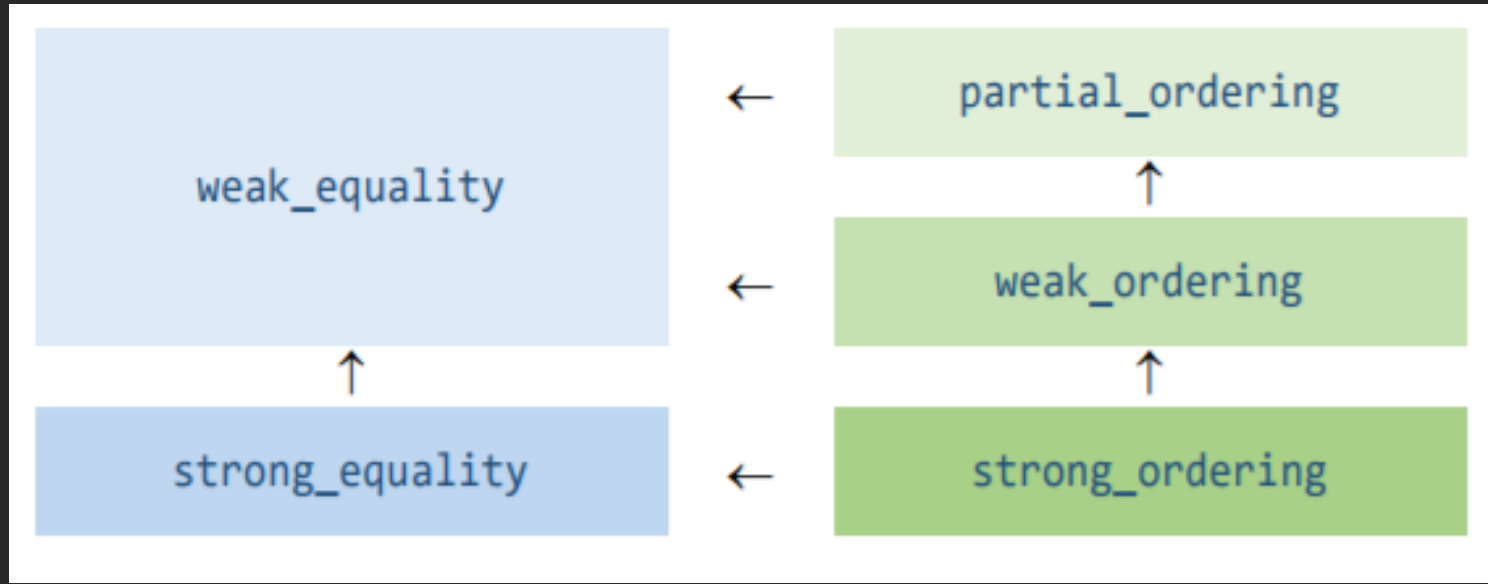 weak_equality
partial_ordering
weak_ordering
strong_equality
strong_ordering